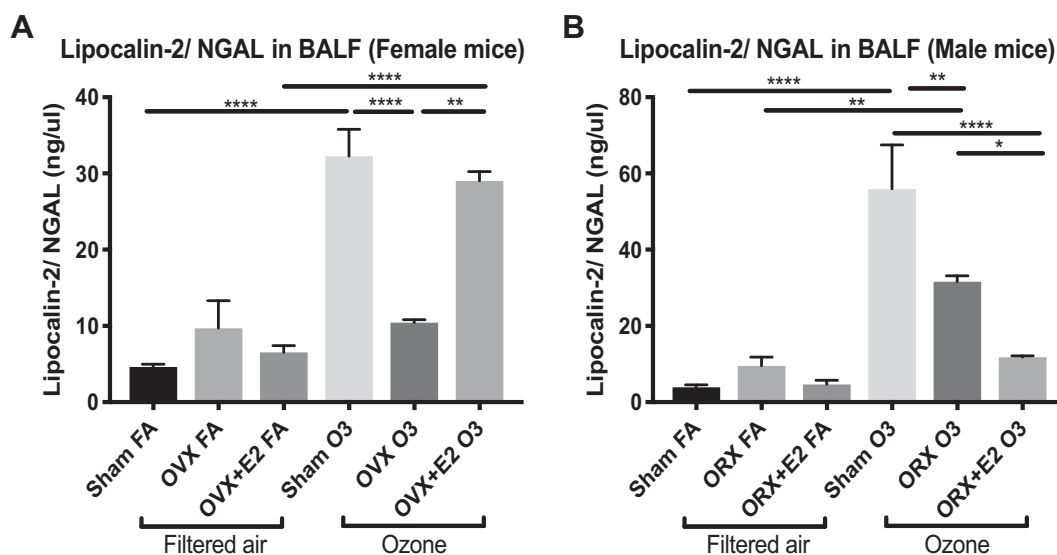 A
Lipocalin-2/ NGAL in BALF (Female mice)
Lipocalin-2/ NGAL (ng/ul)
40
30
20
10
0
****
****
****
**
Sham FA
OVX FA
OVX+E2 FA
Sham O3
OVX O3
OVX+E2 O3
Filtered air
Ozone
B
Lipocalin-2/ NGAL in BALF (Male mice)
Lipocalin-2/ NGAL (ng/ul)
80
60
40
20
0
****
**
**
****
*
Sham FA
ORX FA
ORX+E2 FA
Sham O3
ORX O3
ORX+E2 O3
Filtered air
Ozone